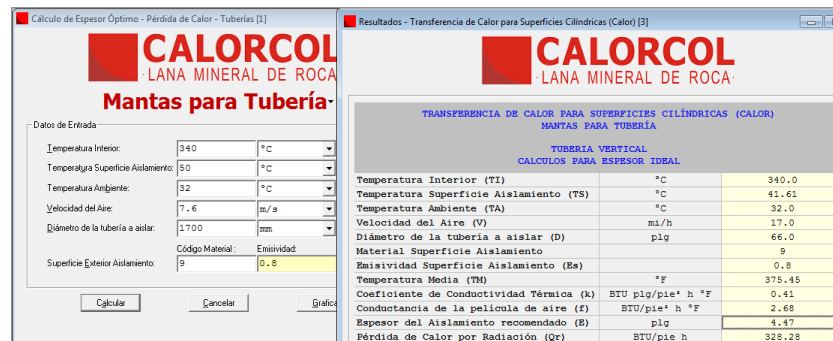 Cálculo de Espesor Óptimo - Pérdida de Calor - Tuberías [1]
CALORCOL
·LANA MINERAL DE ROCA
Mantas para Tubería·
Datos de Entrada
Temperatura Interior: 340 °C
Temperatura Superficie Aislamiento: 50 °C
Temperatura Ambiente: 32 °C
Velocidad del Aire: 7.6 m/s
Diámetro de la tubería a aislar: 1700 mm
Código Material: Emisividad:
Superficie Exterior Aislamiento: 9 0.8
Calcular Cancelar Grafica
Resultados - Transferencia de Calor para Superficies Cilíndricas (Calor) [3]
CALORCOL
·LANA MINERAL DE ROCA·
TRANSFERENCIA DE CALOR PARA SUPERFICIES CILÍNDRICAS (CALOR)
MANTAS PARA TUBERÍA
TUBERIA VERTICAL
CALCULOS PARA ESPESOR IDEAL
Temperatura Interior (TI) °C 340.0
Temperatura Superficie Aislamiento (TS) °C 41.61
Temperatura Ambiente (TA) °C 32.0
Velocidad del Aire (V) mi/h 17.0
Diámetro de la tubería a aislar (D) plg 66.0
Material Superficie Aislamiento 9
Emisividad Superficie Aislamiento (Es) 0.8
Temperatura Media (TM) °F 375.45
Coeficiente de Conductividad Térmica (k) BTU plg/pie² h °F 0.41
Conductancia de la película de aire (f) BTU/pie² h °F 2.68
Espesor del Aislamiento recomendado (E) plg 4.47
Pérdida de Calor por Radiación (Qr) BTU/pie h 328.28